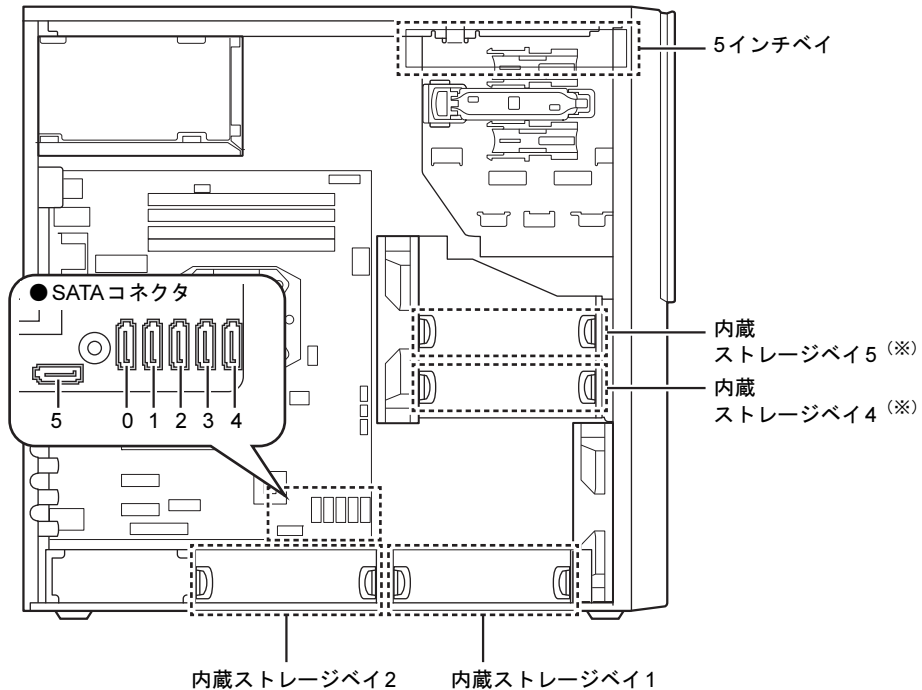 5インチベイ
●SATAコネクタ
5 0 1 2 3 4
内蔵
ストレージベイ5（※）
内蔵
ストレージベイ4（※）
内蔵ストレージベイ2 内蔵ストレージベイ1